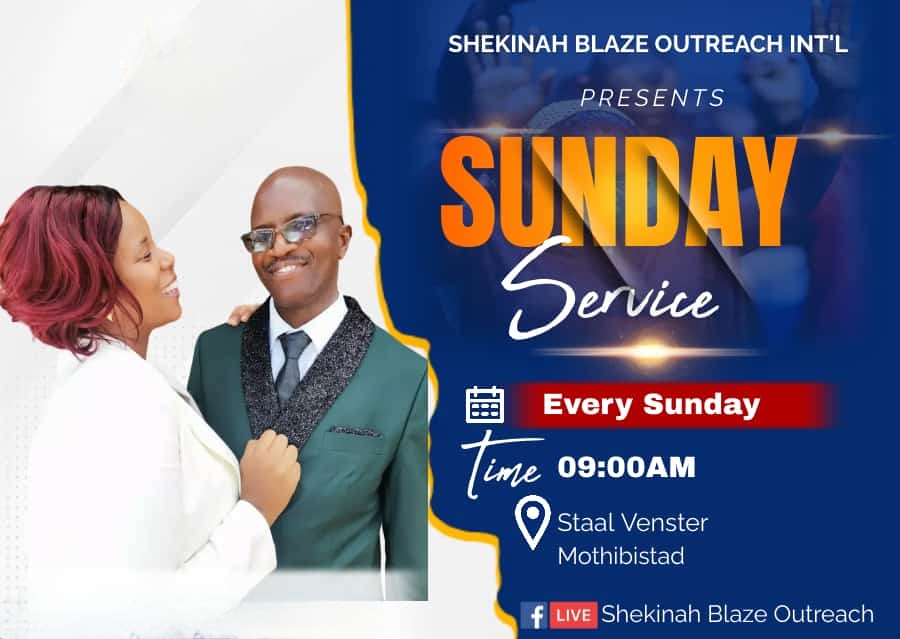 SHEKINAH BLAZE OUTREACH INT'L
PRESENTS
SUNDAY
Service
Every Sunday
Time 09:00AM
Staal Venster
Mothibistad
f LIVE Shekinah Blaze Outreach